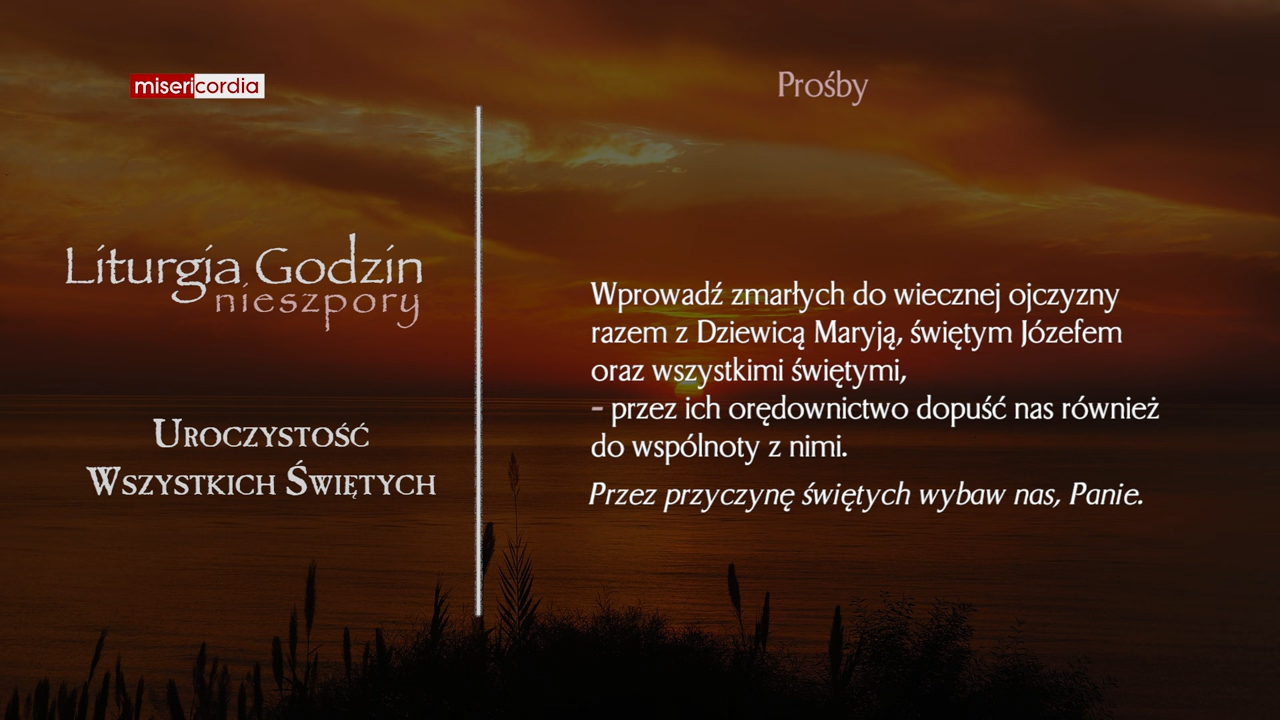 misericordia
Liturgia Godzin
nieszpory
Uroczystość
Wszystkich Świętych
Prośby
Wprowadź zmarłych do wiecznej ojczyzny
razem z Dziewicą Maryją, świętym Józefem
oraz wszystkimi świętymi,
- przez ich orędownictwo dopuść nas również
do wspólnoty z nimi.
Przez przyczynę świętych wybaw nas, Panie.